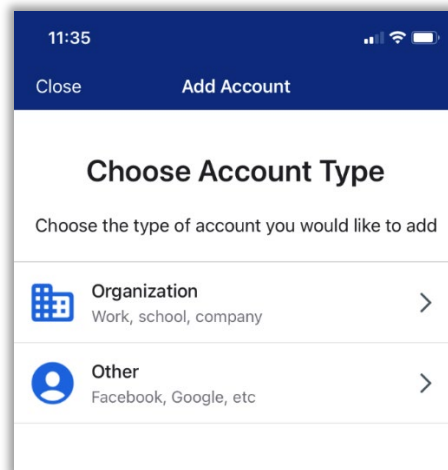 11:35
Close Add Account
Choose Account Type
Choose the type of account you would like to add
Organization
Work, school, company
Other
Facebook, Google, etc